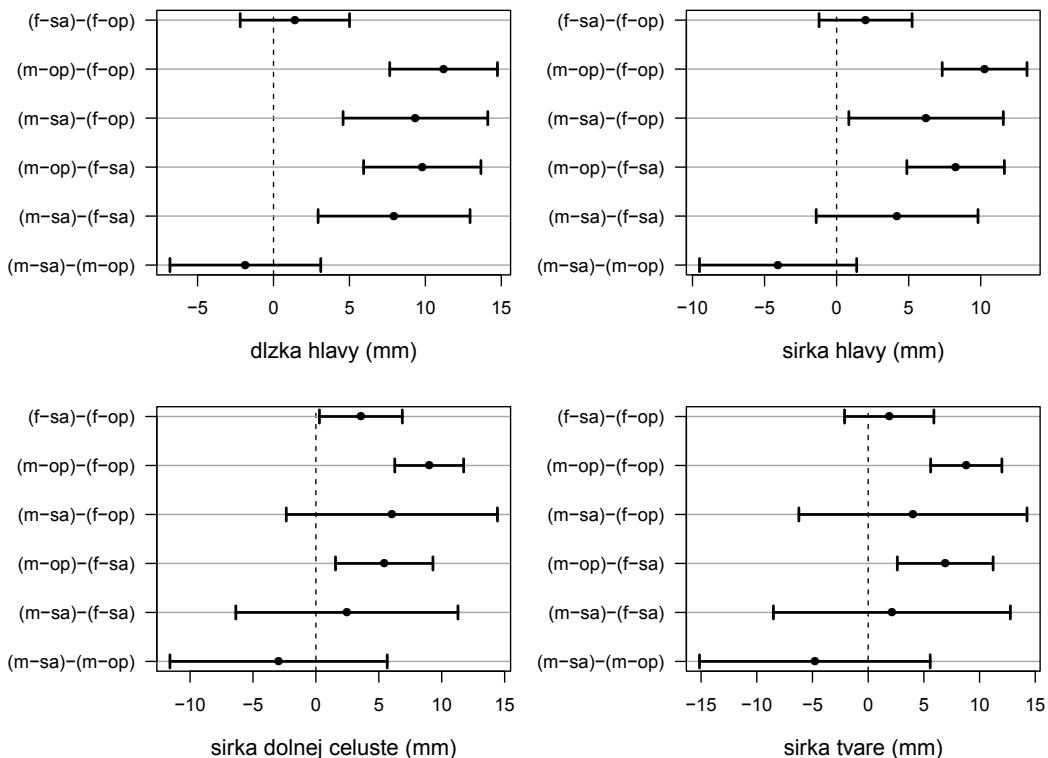 (f−sa)−(f−op)
(m−op)−(f−op)
(m−sa)−(f−op)
(m−op)−(f−sa)
(m−sa)−(f−sa)
(m−sa)−(m−op)
−5 0 5 10 15
dlzka hlavy (mm)
(f−sa)−(f−op)
(m−op)−(f−op)
(m−sa)−(f−op)
(m−op)−(f−sa)
(m−sa)−(f−sa)
(m−sa)−(m−op)
−10 −5 0 5 10
sirka hlavy (mm)
(f−sa)−(f−op)
(m−op)−(f−op)
(m−sa)−(f−op)
(m−op)−(f−sa)
(m−sa)−(f−sa)
(m−sa)−(m−op)
−10 −5 0 5 10 15
sirka dolnej celuste (mm)
(f−sa)−(f−op)
(m−op)−(f−op)
(m−sa)−(f−op)
(m−op)−(f−sa)
(m−sa)−(f−sa)
(m−sa)−(m−op)
−15 −10 −5 0 5 10 15
sirka tvare (mm)